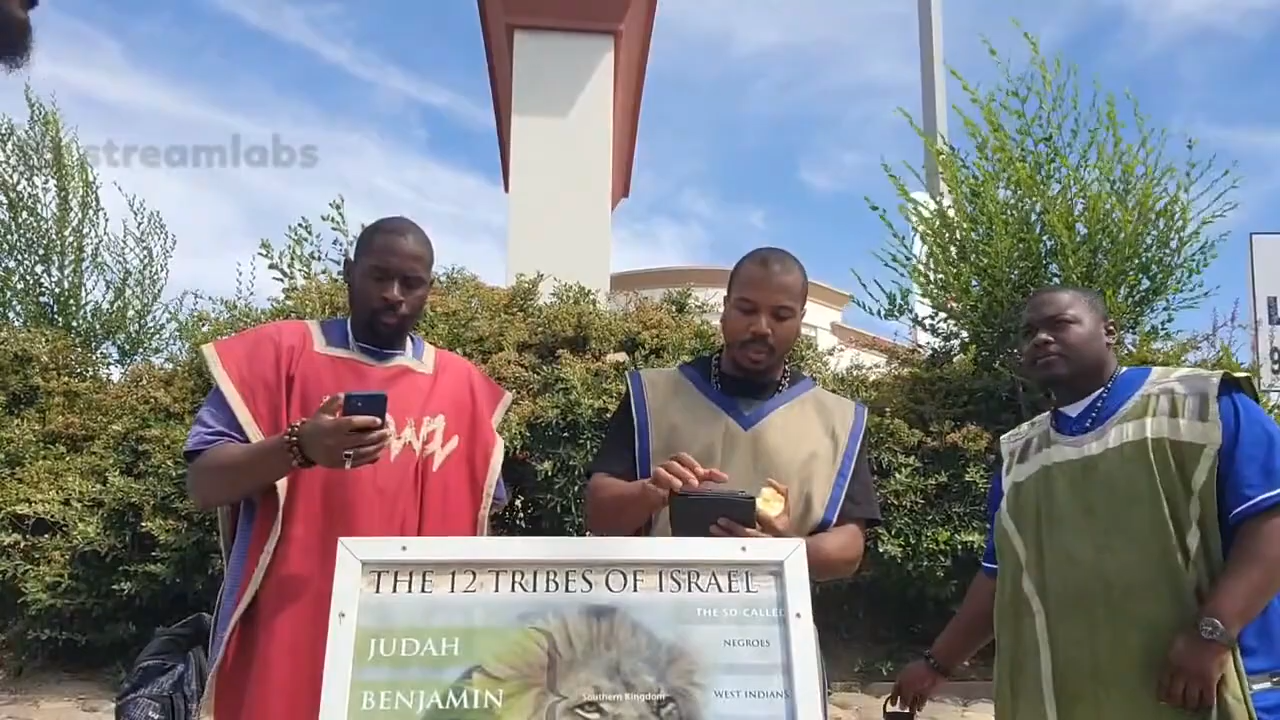 streamlabs
THE 12 TRIBES OF ISRAEL
THE SO-CALLED
JUDAH
NEGROES
BENJAMIN
Southern Kingdom
WEST INDIANS